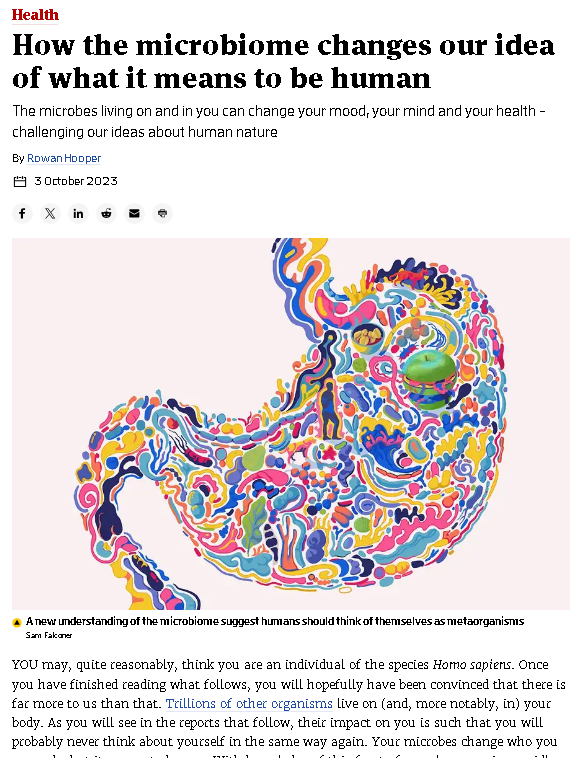 Health
How the microbiome changes our idea
of what it means to be human
The microbes living on and in you can change your mood, your mind and your health –
challenging our ideas about human nature
By Rowan Hooper
3 October 2023
A new understanding of the microbiome suggest humans should think of themselves as metaorganisms
Sam Falconer
YOU may, quite reasonably, think you are an individual of the species Homo sapiens. Once
you have finished reading what follows, you will hopefully have been convinced that there is
far more to us than that. Trillions of other organisms live on (and, more notably, in) your
body. As you will see in the reports that follow, their impact on you is such that you will
probably never think about yourself in the same way again. Your microbes change who you